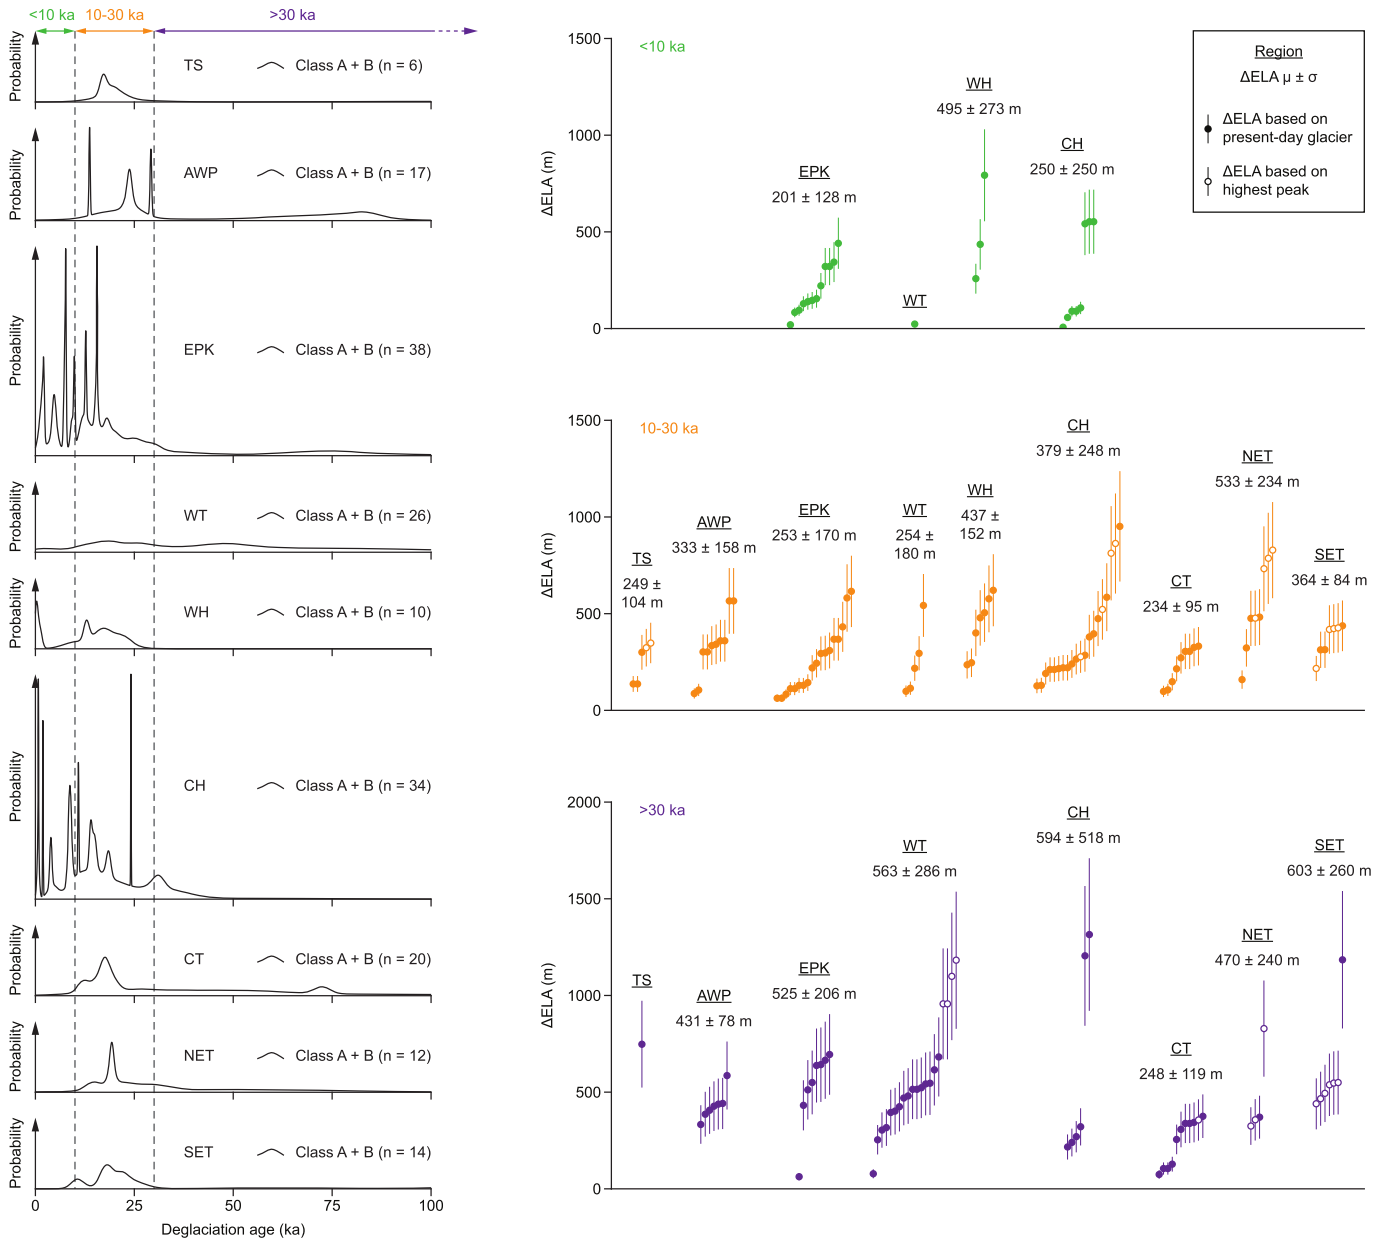 <10 ka
10-30 ka
>30 ka
Probability
TS
Class A + B (n = 6)
Probability
AWP
Class A + B (n = 17)
Probability
EPK
Class A + B (n = 38)
Probability
WT
Class A + B (n = 26)
Probability
WH
Class A + B (n = 10)
Probability
CH
Class A + B (n = 34)
Probability
CT
Class A + B (n = 20)
Probability
NET
Class A + B (n = 12)
Probability
SET
Class A + B (n = 14)
0
25
50
75
100
Deglaciation age (ka)
1500
1000
500
0
ΔELA (m)
<10 ka
EPK
201 ± 128 m
WT
WH
495 ± 273 m
CH
250 ± 250 m
Region
ΔELA μ ± σ
ΔELA based on
present-day glacier
ΔELA based on
highest peak
1500
1000
500
0
ΔELA (m)
10-30 ka
TS
249 ±
104 m
AWP
333 ± 158 m
EPK
253 ± 170 m
WT
254 ±
180 m
WH
437 ±
152 m
CH
379 ± 248 m
CT
234 ± 95 m
NET
533 ± 234 m
SET
364 ± 84 m
2000
1500
1000
500
0
ΔELA (m)
>30 ka
TS
AWP
431 ± 78 m
EPK
525 ± 206 m
WT
563 ± 286 m
CH
594 ± 518 m
CT
248 ± 119 m
NET
470 ± 240 m
SET
603 ± 260 m